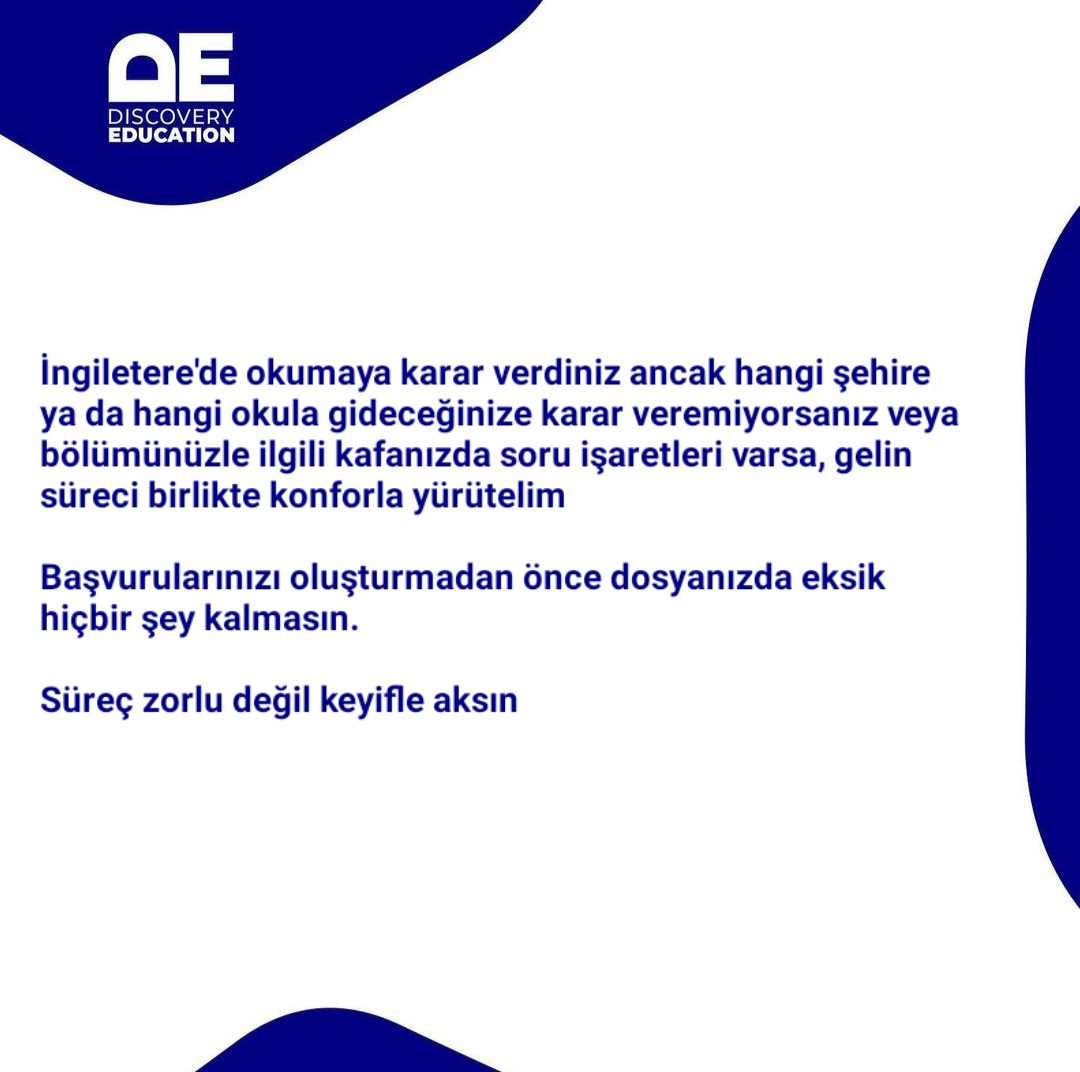 DE
DISCOVERY
EDUCATION
İngiletere'de okumaya karar verdiniz ancak hangi şehire
ya da hangi okula gideceğinize karar veremiyorsanız veya
bölümünüzle ilgili kafanızda soru işaretleri varsa, gelin
süreci birlikte konforla yürütelim
Başvurularınızı oluşturmadan önce dosyanızda eksik
hiçbir şey kalmasın.
Süreç zorlu değil keyifle aksın